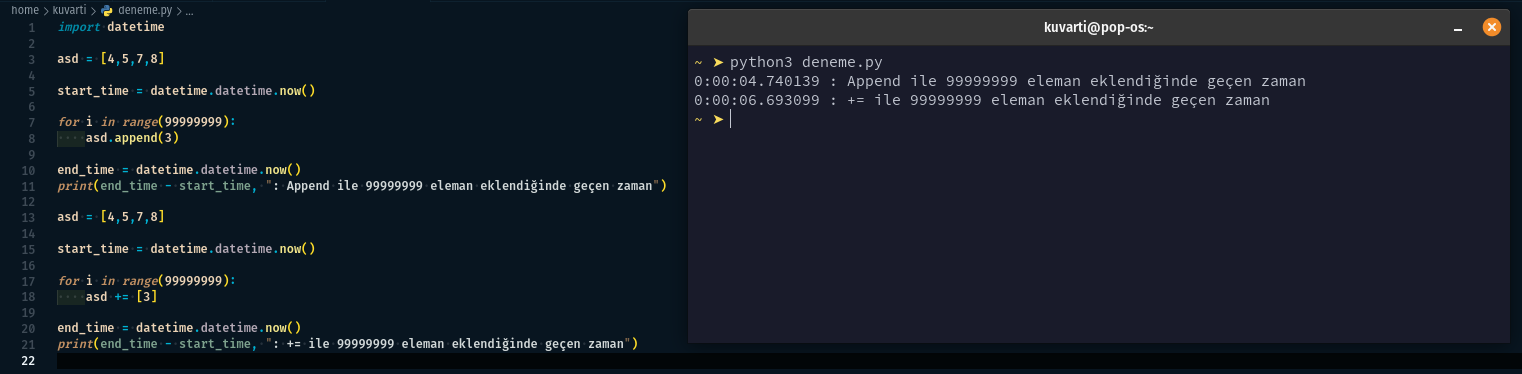 home > kuvarti > deneme.py > ...
1 import datetime
2
3 asd = [4,5,7,8]
4
5 start_time = datetime.datetime.now()
6
7 for i in range(99999999):
8 asd.append(3)
9
10 end_time = datetime.datetime.now()
11 print(end_time - start_time, ": Append ile 99999999 eleman eklendiğinde geçen zaman")
12
13 asd = [4,5,7,8]
14
15 start_time = datetime.datetime.now()
16
17 for i in range(99999999):
18 asd += [3]
19
20 end_time = datetime.datetime.now()
21 print(end_time - start_time, ": += ile 99999999 eleman eklendiğinde geçen zaman")
22
kuvarti@pop-os:~
~ ➤ python3 deneme.py
0:00:04.740139 : Append ile 99999999 eleman eklendiğinde geçen zaman
0:00:06.693099 : += ile 99999999 eleman eklendiğinde geçen zaman
~ ➤